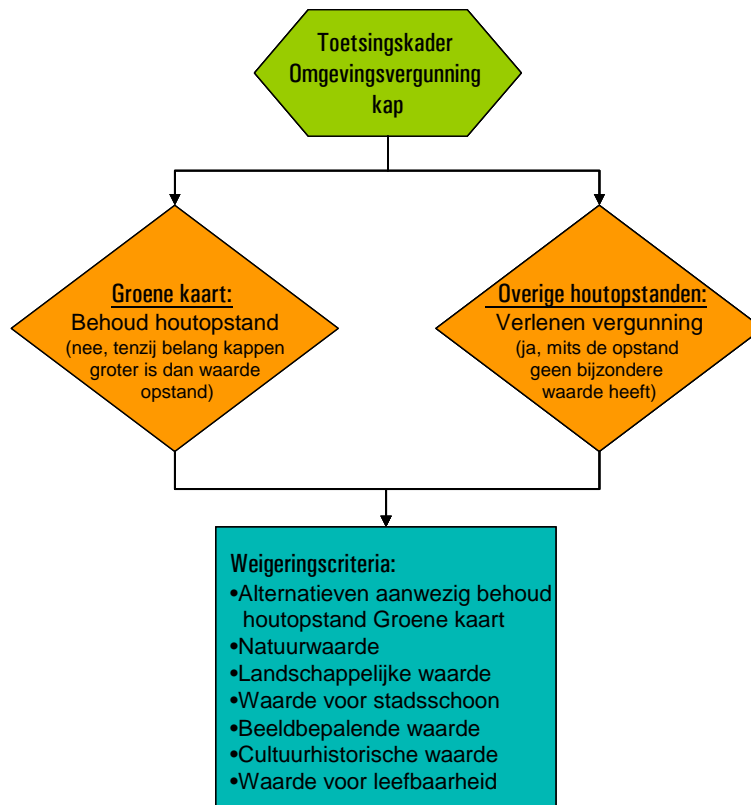 Toetsingskader
Omgevingsvergunning
kap
Groene kaart:
Behoud houtopstand
(nee, tenzij belang kappen
groter is dan waarde
opstand)
Overige houtopstanden:
Verlenen vergunning
(ja, mits de opstand
geen bijzondere
waarde heeft)
Weigeringscriteria:
•Alternatieven aanwezig behoud
houtopstand Groene kaart
•Natuurwaarde
•Landschappelijke waarde
•Waarde voor stadsschoon
•Beeldbepalende waarde
•Cultuurhistorische waarde
•Waarde voor leefbaarheid